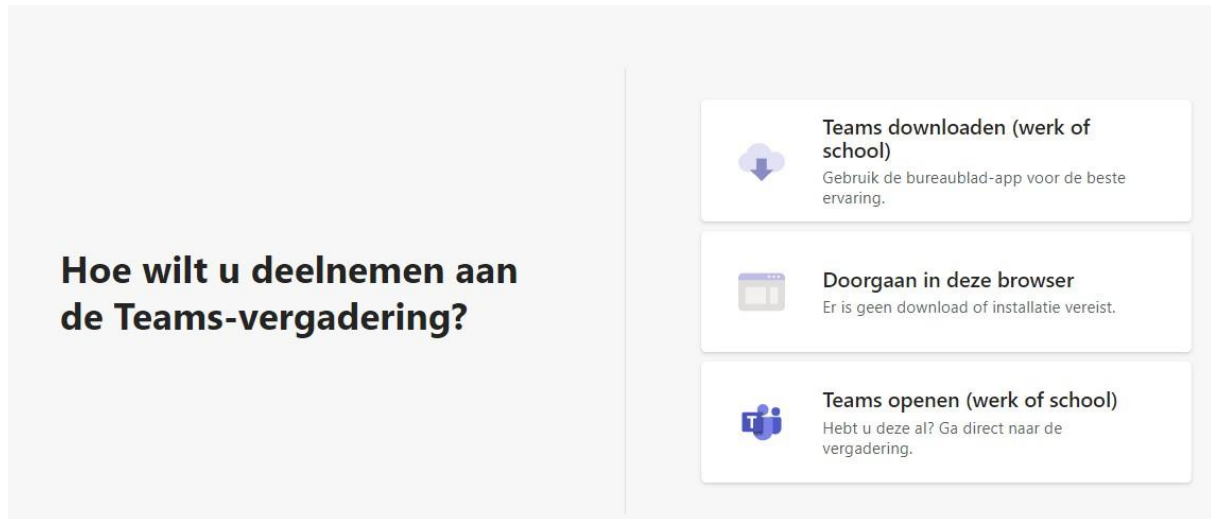 Hoe wilt u deelnemen aan
de Teams-vergadering?
Teams downloaden (werk of
school)
Gebruik de bureaublad-app voor de beste
ervaring.
Doorgaan in deze browser
Er is geen download of installatie vereist.
Teams openen (werk of school)
Hebt u deze al? Ga direct naar de
vergadering.